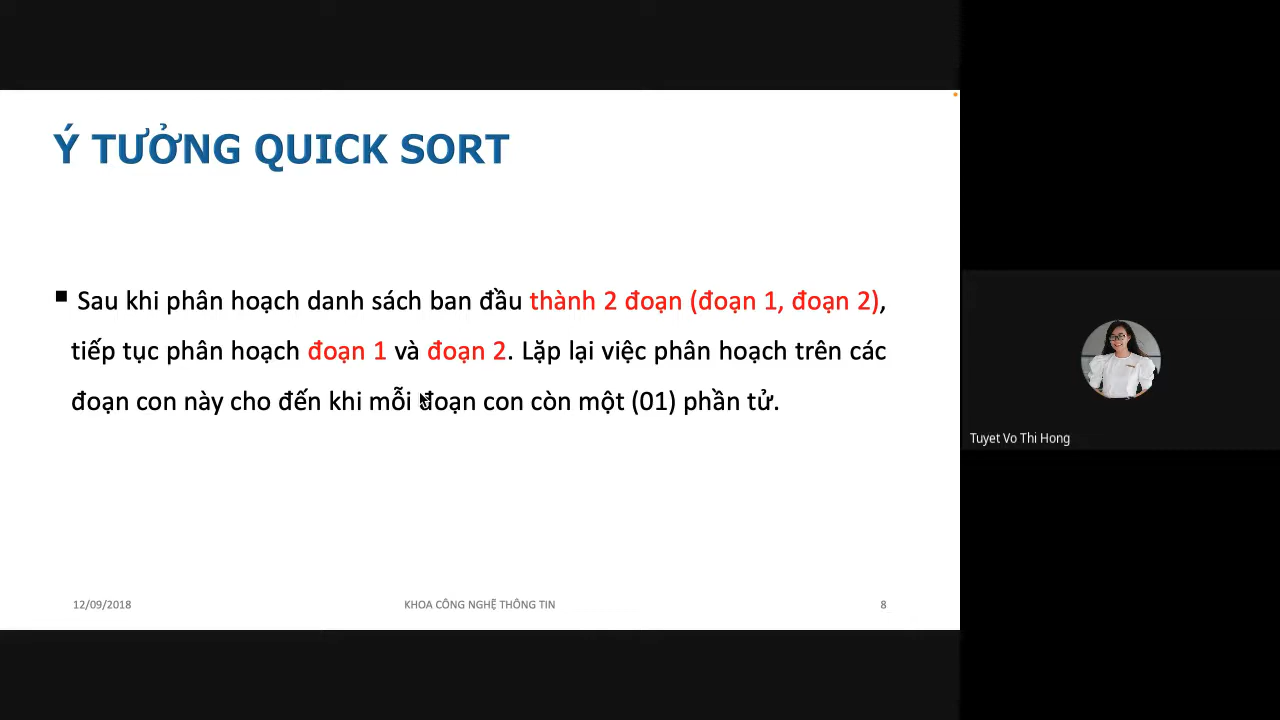 Ý TƯỞNG QUICK SORT
Sau khi phân hoạch danh sách ban đầu thành 2 đoạn (đoạn 1, đoạn 2),
tiếp tục phân hoạch đoạn 1 và đoạn 2. Lặp lại việc phân hoạch trên các
đoạn con này cho đến khi mỗi đoạn con còn một (01) phần tử.
12/09/2018
KHOA CÔNG NGHỆ THÔNG TIN
8
Tuyet Vo Thi Hong